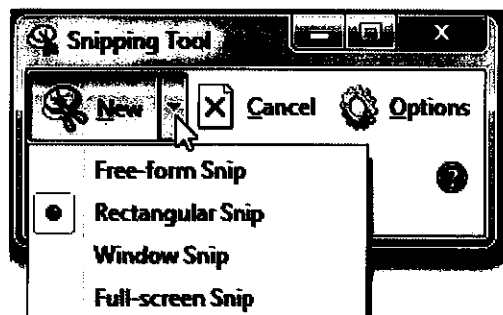 Snipping Tool
New Cancel Options
Free-form Snip
Rectangular Snip
Window Snip
Full-screen Snip